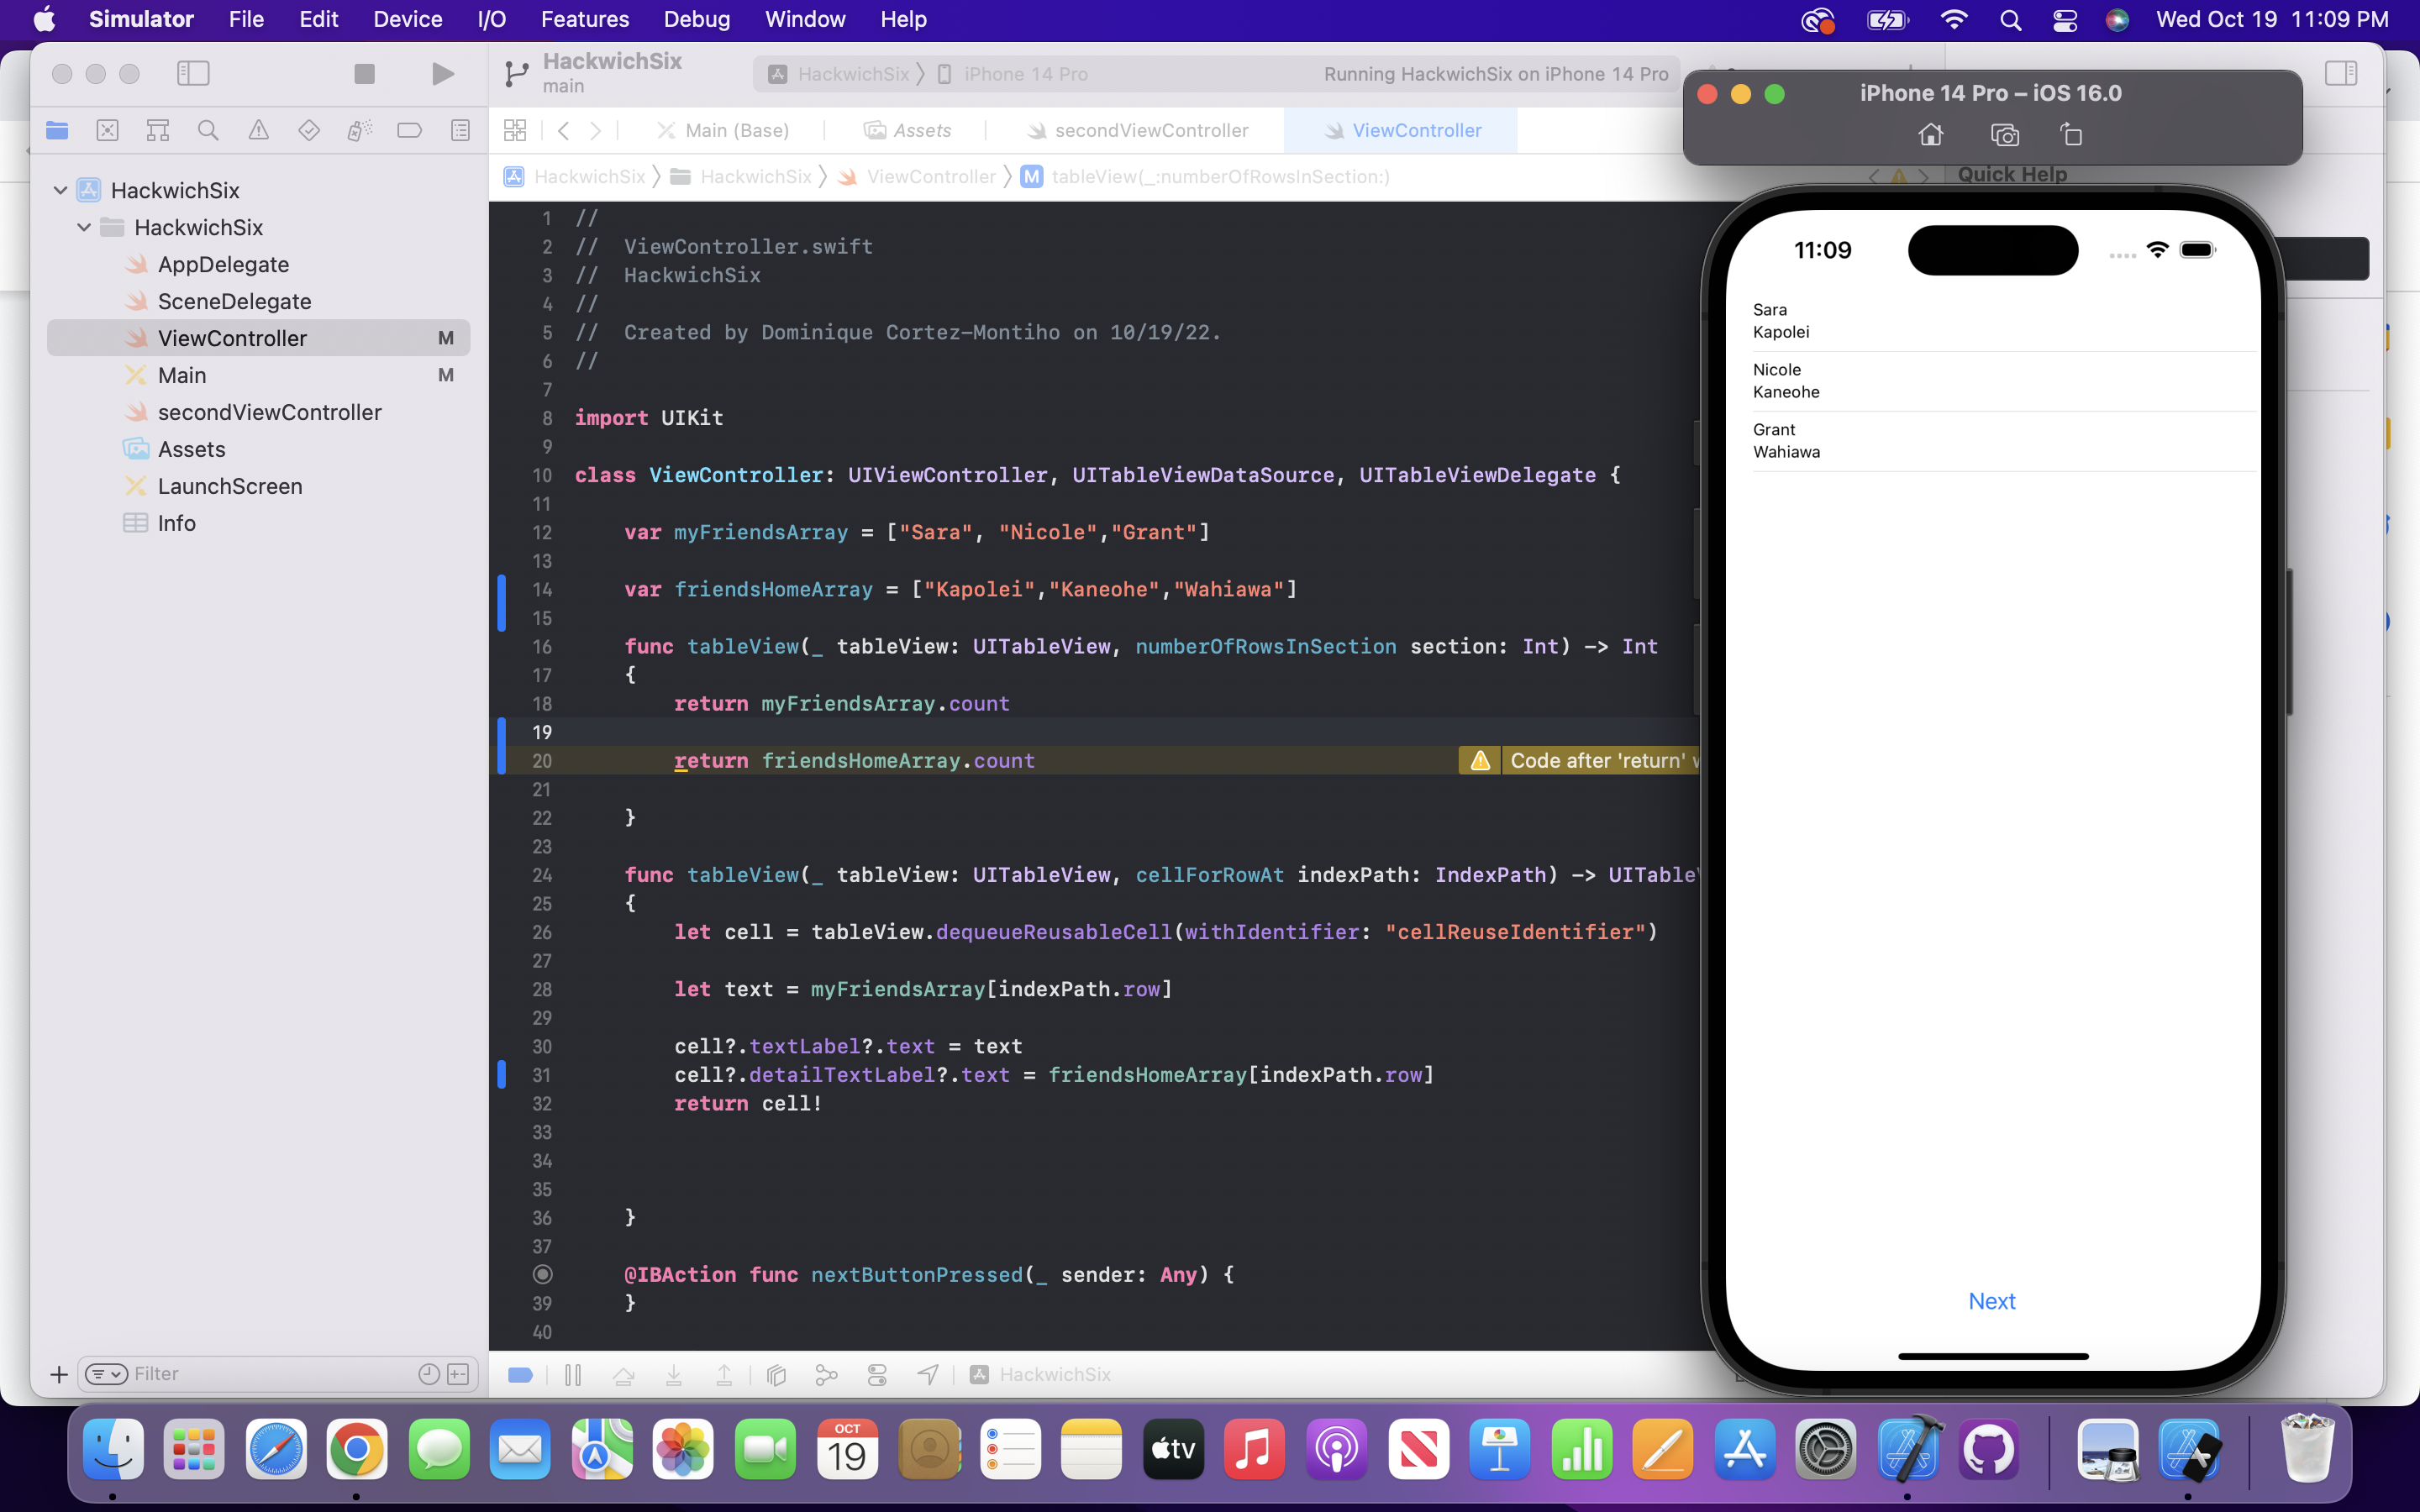 Simulator File Edit Device I/O Features Debug Window Help Wed Oct 19 11:09 PM
HackwichSix
main
HackwichSix iPhone 14 Pro Running HackwichSix on iPhone 14 Pro
iPhone 14 Pro – iOS 16.0
Main (Base) Assets secondViewController ViewController
HackwichSix HackwichSix ViewController M tableView(_:numberOfRowsInSection:)
Quick Help
HackwichSix
HackwichSix
AppDelegate
SceneDelegate
ViewController M
Main M
secondViewController
Assets
LaunchScreen
Info
Filter
1 //
2 //  ViewController.swift
3 //  HackwichSix
4 //
5 //  Created by Dominique Cortez-Montiho on 10/19/22.
6 //
7
8 import UIKit
9
10 class ViewController: UIViewController, UITableViewDataSource, UITableViewDelegate {
11
12     var myFriendsArray = ["Sara", "Nicole","Grant"]
13
14     var friendsHomeArray = ["Kapolei","Kaneohe","Wahiawa"]
15
16     func tableView(_ tableView: UITableView, numberOfRowsInSection section: Int) -> Int
17     {
18         return myFriendsArray.count
19
20         return friendsHomeArray.count Code after 'return'
21
22     }
23
24     func tableView(_ tableView: UITableView, cellForRowAt indexPath: IndexPath) -> UITable
25     {
26         let cell = tableView.dequeueReusableCell(withIdentifier: "cellReuseIdentifier")
27
28         let text = myFriendsArray[indexPath.row]
29
30         cell?.textLabel?.text = text
31         cell?.detailTextLabel?.text = friendsHomeArray[indexPath.row]
32         return cell!
33
34
35
36     }
37
@IBAction func nextButtonPressed(_ sender: Any) {
39     }
40
HackwichSix
11:09
Sara
Kapolei
Nicole
Kaneohe
Grant
Wahiawa
Next
OCT
19
tv